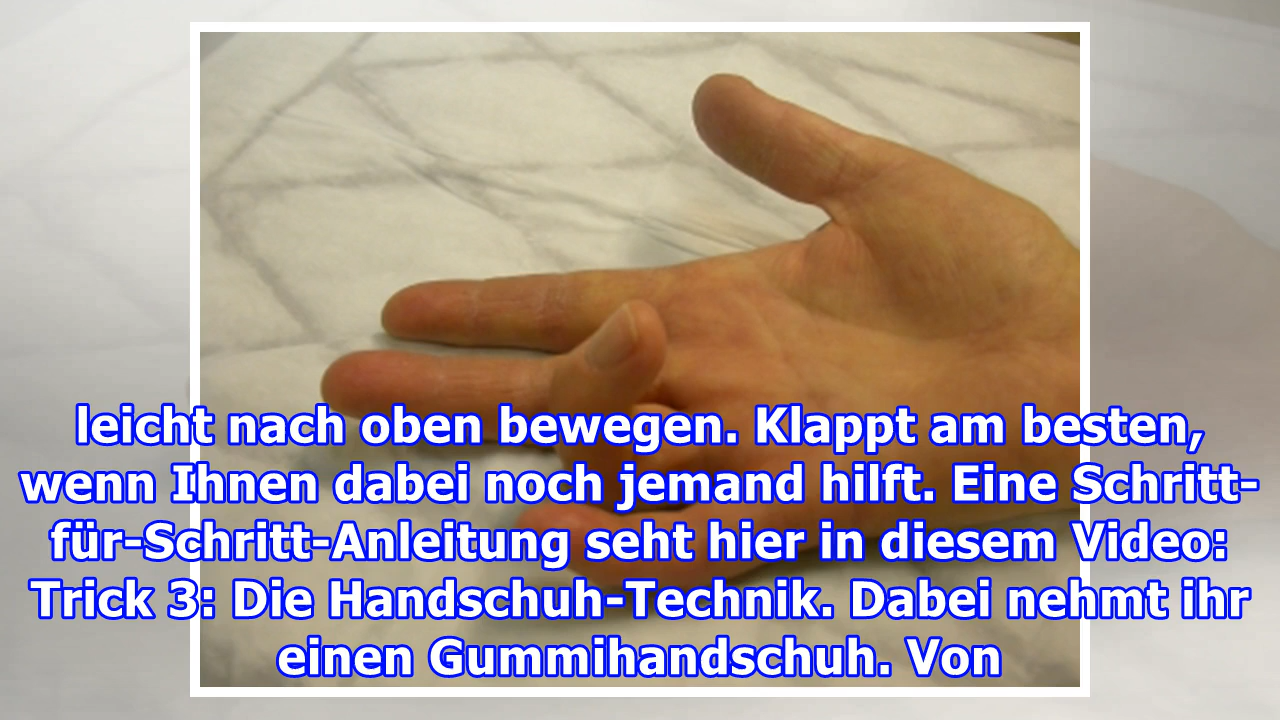 leicht nach oben bewegen. Klappt am besten,
wenn Ihnen dabei noch jemand hilft. Eine Schritt-
für-Schritt-Anleitung seht hier in diesem Video:
Trick 3: Die Handschuh-Technik. Dabei nehmt ihr
einen Gummihandschuh. Von